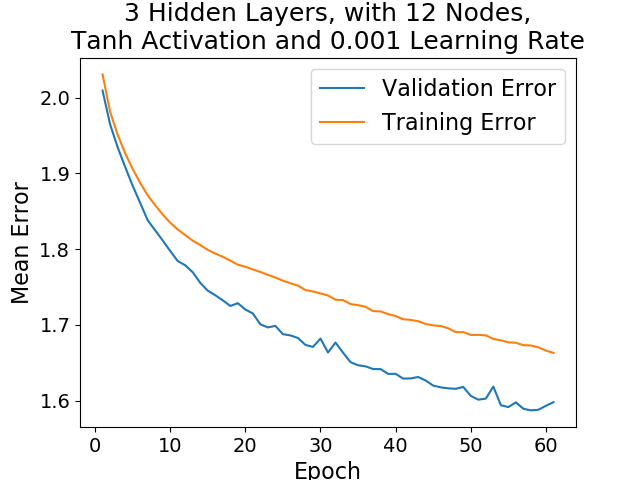 3 Hidden Layers, with 12 Nodes,
Tanh Activation and 0.001 Learning Rate
Validation Error
Training Error
Mean Error
2.0
1.9
1.8
1.7
1.6
0 10 20 30 40 50 60
Epoch